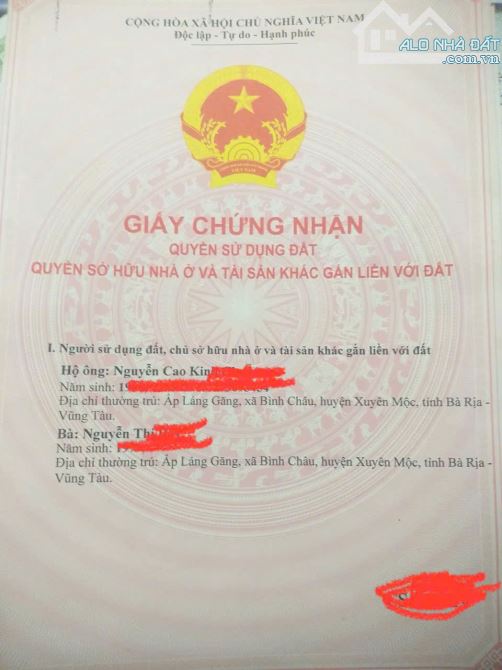 CỘNG HÒA XÃ HỘI CHỦ NGHĨA VIỆT NAM
Độc lập - Tự do - Hạnh phúc
ALO NHÀ ĐẤT
.com.vn
VIỆT NAM
GIẤY CHỨNG NHẬN
QUYỀN SỬ DỤNG ĐẤT
QUYỀN SỞ HỮU NHÀ Ở VÀ TÀI SẢN KHÁC GẮN LIỀN VỚI ĐẤT
I. Người sử dụng đất, chủ sở hữu nhà ở và tài sản khác gắn liền với đất
Hộ ông: Nguyễn Cao
Năm sinh:
Địa chỉ thường trú: Ấp Láng Găng, xã Bình Châu, huyện Xuyên Mộc, tỉnh Bà Rịa -
Vũng Tàu.
Bà: Nguyễn
Năm sinh:
Địa chỉ thường trú: Ấp Láng Găng, xã Bình Châu, huyện Xuyên Mộc, tỉnh Bà Rịa -
Vũng Tàu.